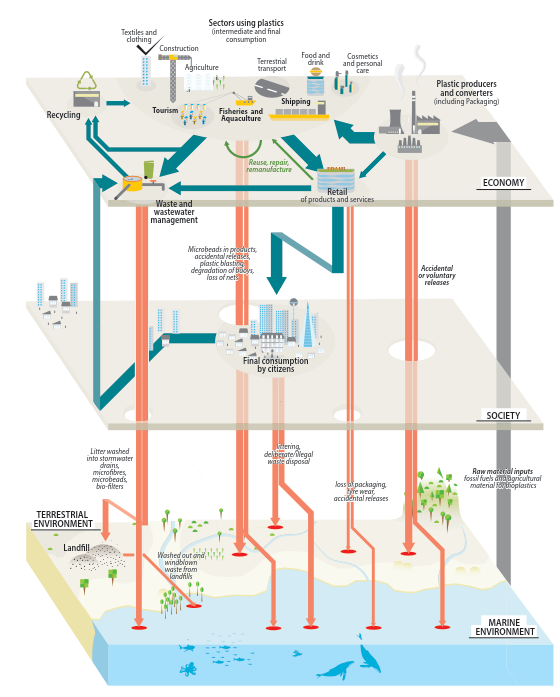 Sectors using plastics
(intermediate and final
consumption
Textiles and
clothing
Construction
Agriculture
Terrestrial
transport
Food and
drink
Cosmetics
and personal
care
Plastic producers
and converters
(including Packaging)
Recycling
Tourism
Fisheries and
Aquaculture
Shipping
Reuse, repair,
remanufacture
Retail
of products and services
ECONOMY
Waste and
wastewater
management
Microbeads in products,
accidental releases,
plastic blasting,
degradation of buoys,
loss of nets
Accidental
or voluntary
releases
Final consumption
by citizens
SOCIETY
Litter washed
into stormwater
drains,
microfibres,
microbeads,
bio-filters
littering,
deliberate/illegal
waste disposal
loss of packaging,
tyre wear,
accidental releases
Raw material inputs
fossil fuels and agricultural
material for bioplastics
TERRESTRIAL
ENVIRONMENT
Landfill
Washed out and
windblown
waste from
landfills
MARINE
ENVIRONMENT